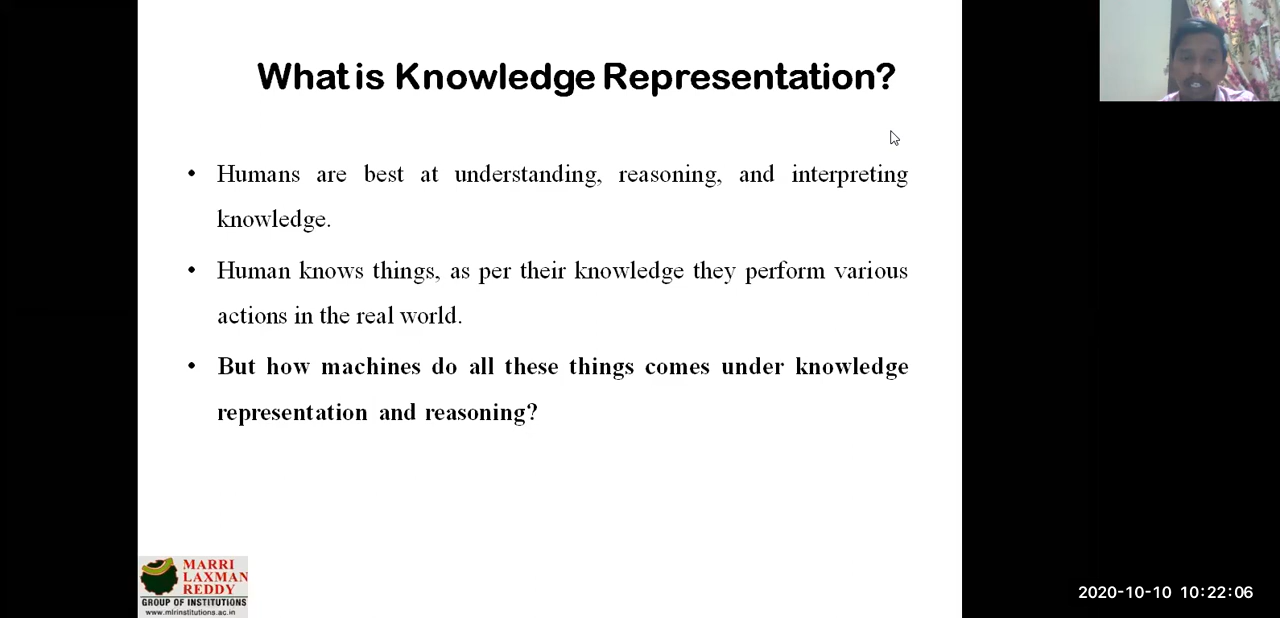 What is Knowledge Representation?
• Humans are best at understanding, reasoning, and interpreting
knowledge.
• Human knows things, as per their knowledge they perform various
actions in the real world.
• But how machines do all these things comes under knowledge
representation and reasoning?
MARRI
LAXMAN
REDDY
GROUP OF INSTITUTIONS
www.mlrinstitutions.ac.in
2020-10-10 10:22:06